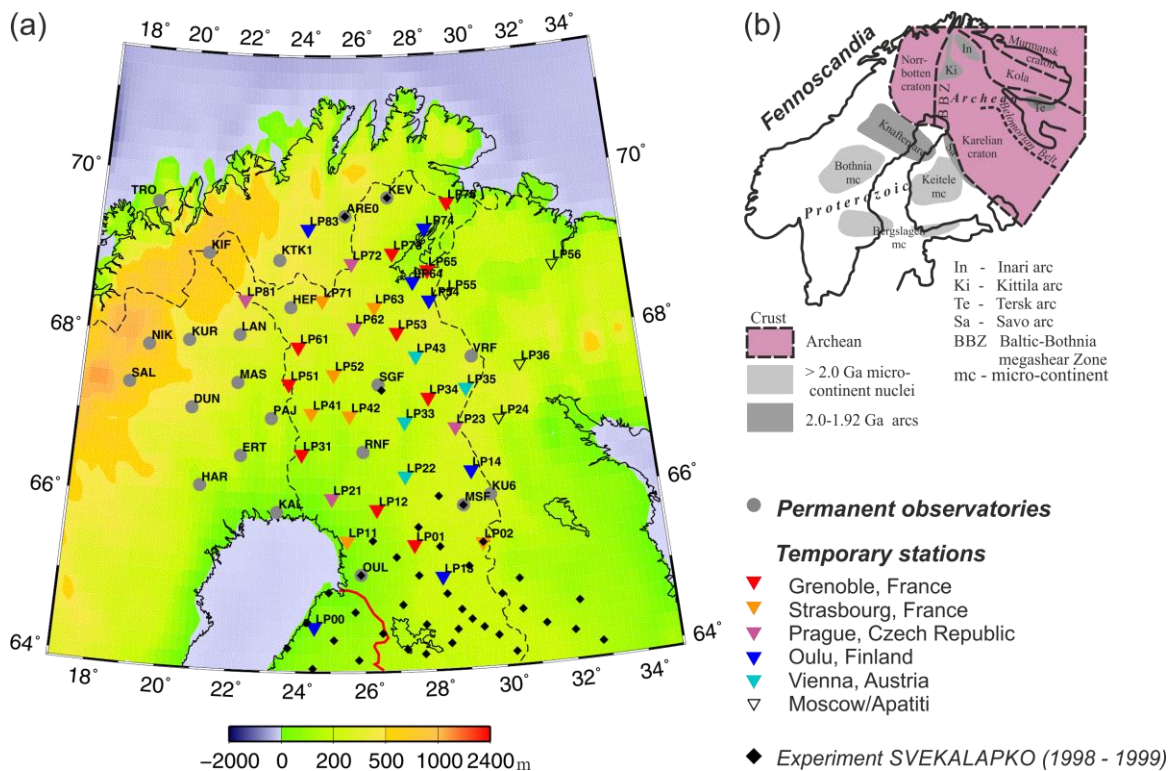 (a)
18° 20° 22° 24° 26° 28° 30° 32° 34°
70° 70°
68° 68°
66° 66°
64° 64°
18° 20° 22° 24° 26° 28° 30° 32° 34°
TRO
KEV
LP75
ARE0
LP83
LP74
KIF
KTK1
LP72
LP73
LP65
LP56
LP64
LP55
LP54
LP81
HEF
LP71
LP63
NIK
KUR
LAN
LP62
LP53
LP61
LP43
VRF
LP36
SAL
MAS
LP51
LP52
SGF
LP35
LP34
DUN
PAJ
LP41
LP42
LP33
LP23
LP24
ERT
LP31
RNF
HAR
LP22
LP14
LP21
LP12
MSF
KU6
KAL
LP11
LP01
LP02
OUL
LP13
LP00
−2000 0 200 500 1000 2400 m
(b)
Fennoscandia
Norr-
botten
craton
In
Ki
Murmansk
craton
Kola
BBZ
Archean
Te
Belomorian Belt
Knaften arc
Karelian
craton
Bothnia
mc
Keitele
mc
Proterozoic
Bergslagen
mc
In - Inari arc
Ki - Kittila arc
Te - Tersk arc
Sa - Savo arc
BBZ Baltic-Bothnia
megashear Zone
mc - micro-continent
Crust
Archean
> 2.0 Ga micro-
continent nuclei
2.0-1.92 Ga arcs
Permanent observatories
Temporary stations
Grenoble, France
Strasbourg, France
Prague, Czech Republic
Oulu, Finland
Vienna, Austria
Moscow/Apatiti
Experiment SVEKALAPKO (1998 - 1999)